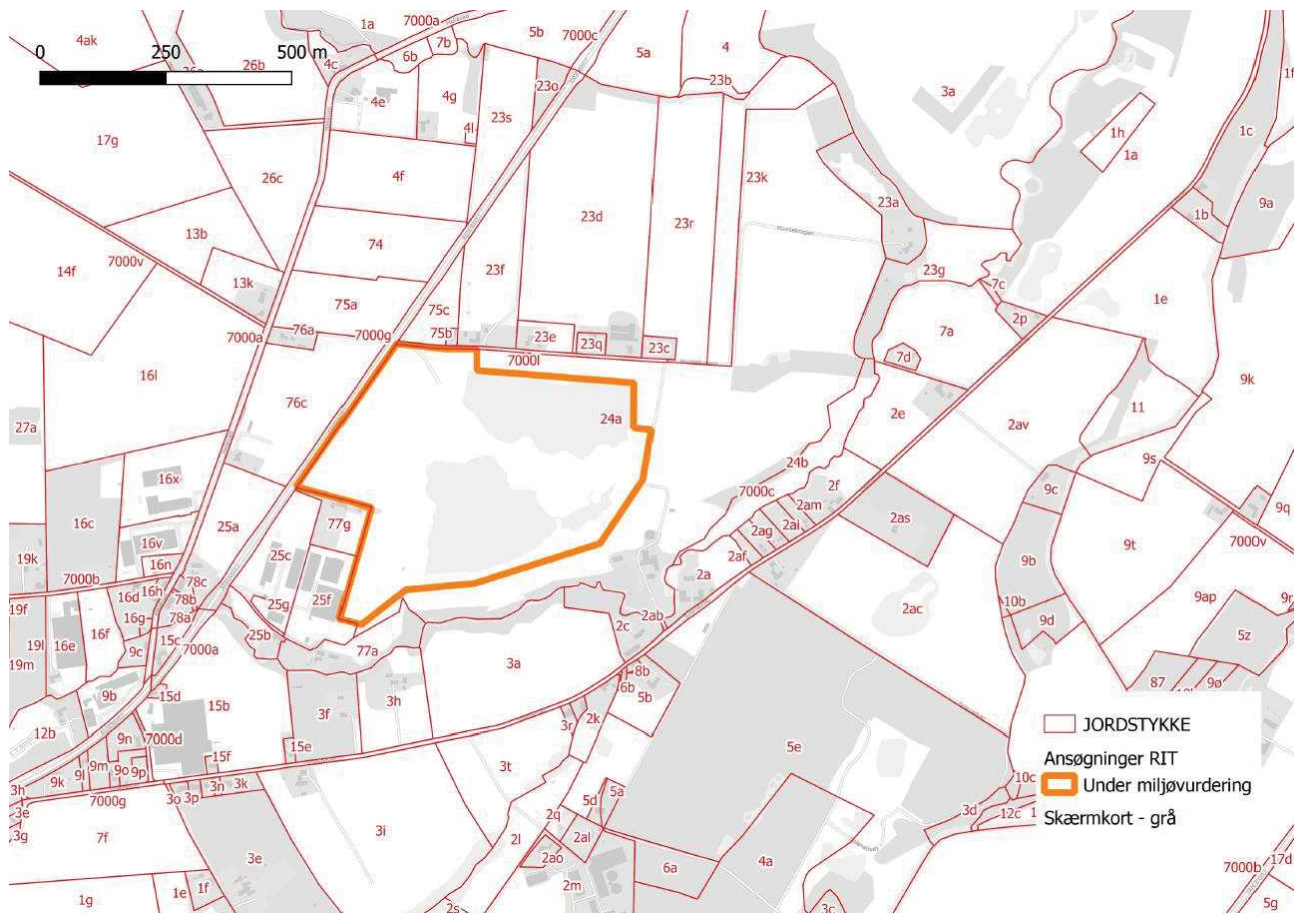 1a
7000a
7b
6b
5b
7000c
5a
4
4ak
26b
4c
0 250 500 m
23b
23o
3a
4e
4g
4l
23s
1h
1a
1c
1f
17g
26c
4f
23d
23r
23k
23a
9a
1b
13b
74
14f
7000v
13k
23f
23g
7c
1e
2p
75a
75c
7000a
76a
7000g
75b
23e
23q
23c
7000l
7a
7d
16l
76c
24a
2e
2av
11
9k
27a
24b
9s
16x
7000c
2f
9c
16c
77g
2am
2ai
2ag
2as
9q
7000v
25a
16v
25c
2af
9t
19k
16n
2a
9b
7000b
78c
16h
16d
78b
25g
25f
2ac
9ap
9r
19f
16g
78a
2ab
10b
9d
5z
19l
16e
16f
15c
25b
2c
19m
9c
7000a
77a
3a
8b
6b
5b
87
9ø
9b
15d
15b
3f
3h
2k
3r
12b
9n
7000d
15e
5e
JORDSTYKKE
9m
9o
9p
15f
Ansøgninger RIT
Under miljøvurdering
9l
9k
3t
10c
3h
3n
3k
3o
3p
5d
5a
Skærmkort - grå
7000g
3e
3g
3d
12c
7f
3i
2l
2q
2al
2ao
3e
6a
4a
17d
7000b
1g
1e
1f
2m
2s
3c
5g